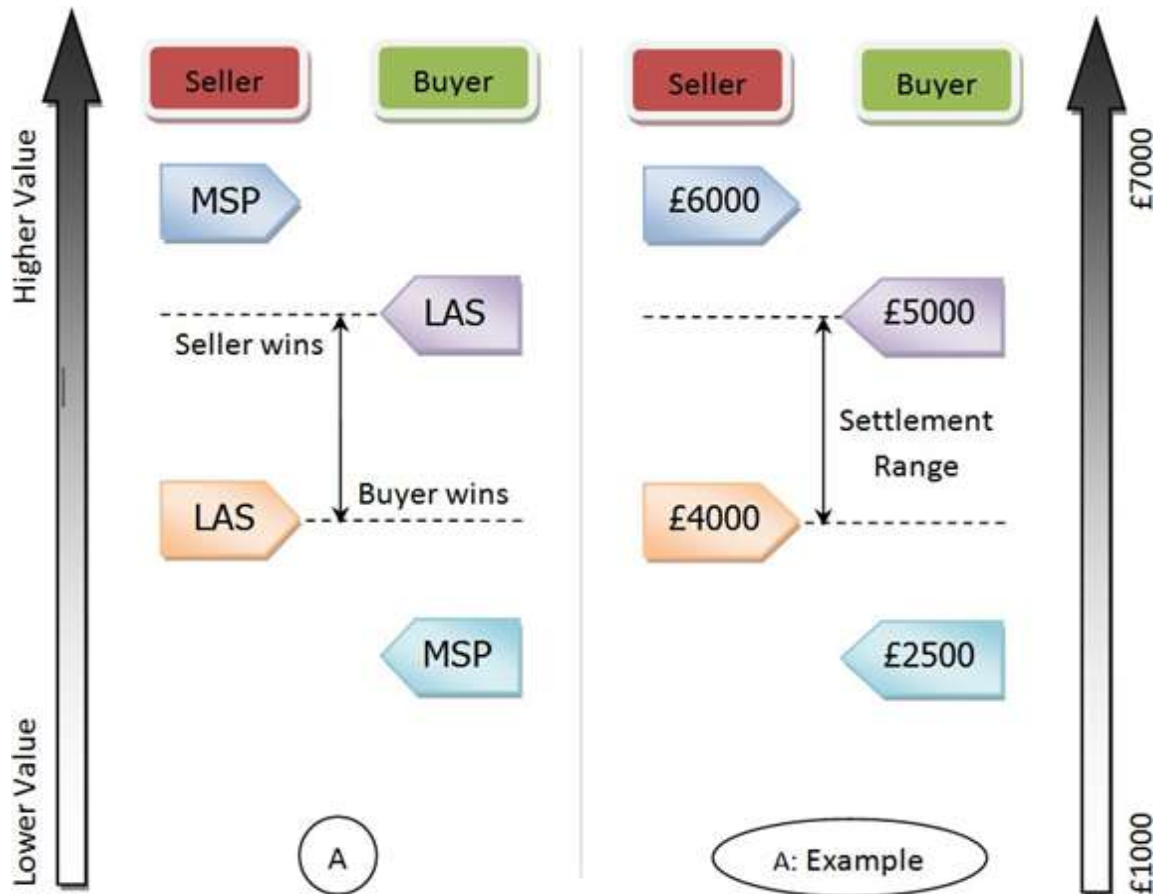 Seller
Buyer
Seller
Buyer
Higher Value
£7000
MSP
£6000
LAS
£5000
Seller wins
Settlement
Range
Buyer wins
LAS
£4000
MSP
£2500
Lower Value
£1000
A
A: Example